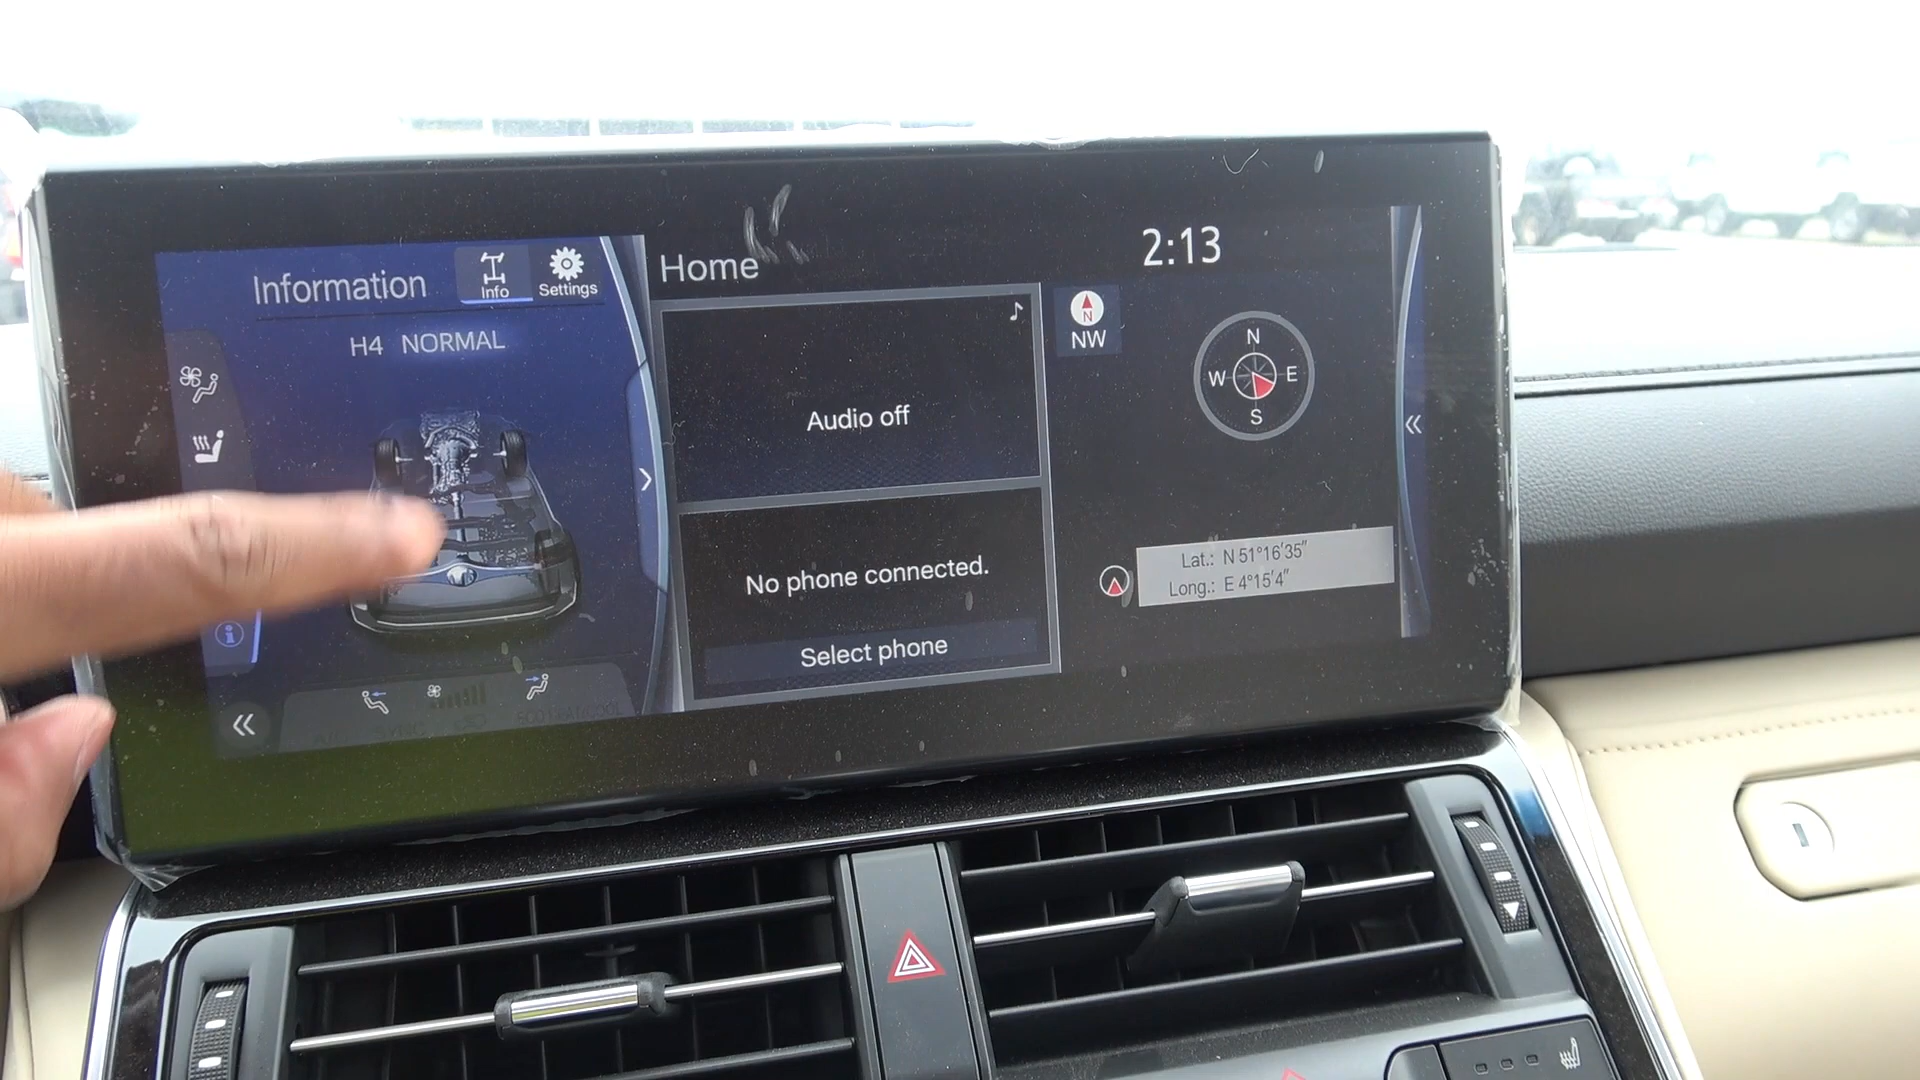 Information
Info
Settings
H4 NORMAL
Home
2:13
Audio off
No phone connected.
Select phone
N
NW
N
W
E
S
Lat.: N 51°16'35"
Long.: E 4°15'4"